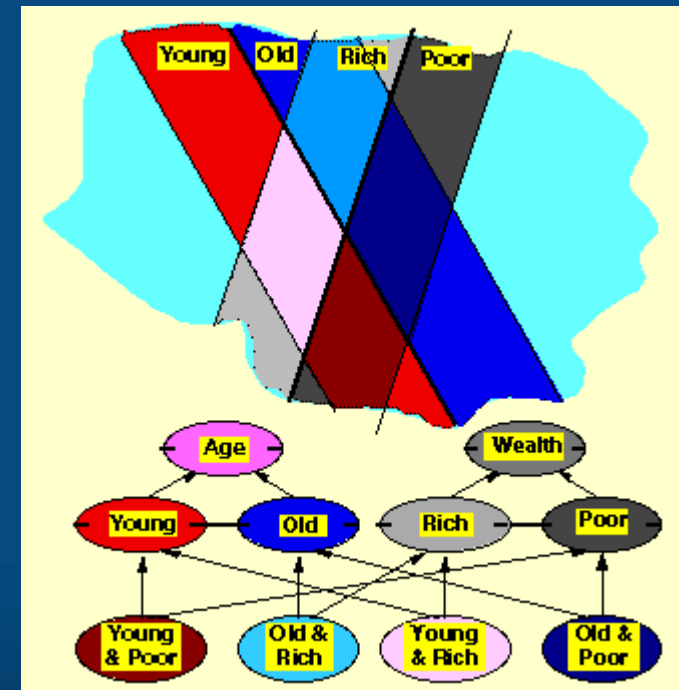 Young Old Rich Poor
Age Wealth
Young Old Rich Poor
Young & Poor
Old & Rich
Young & Rich
Old & Poor